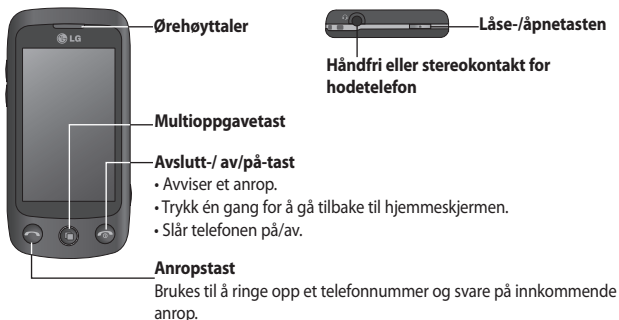 Ørehøyttaler
LG
Låse-/åpnetasten
Håndfri eller stereokontakt for
hodetelefon
Multioppgavetast
Avslutt-/ av/på-tast
• Avviser et anrop.
• Trykk én gang for å gå tilbake til hjemmeskjermen.
• Slår telefonen på/av.
Anropstast
Brukes til å ringe opp et telefonnummer og svare på innkommende
anrop.